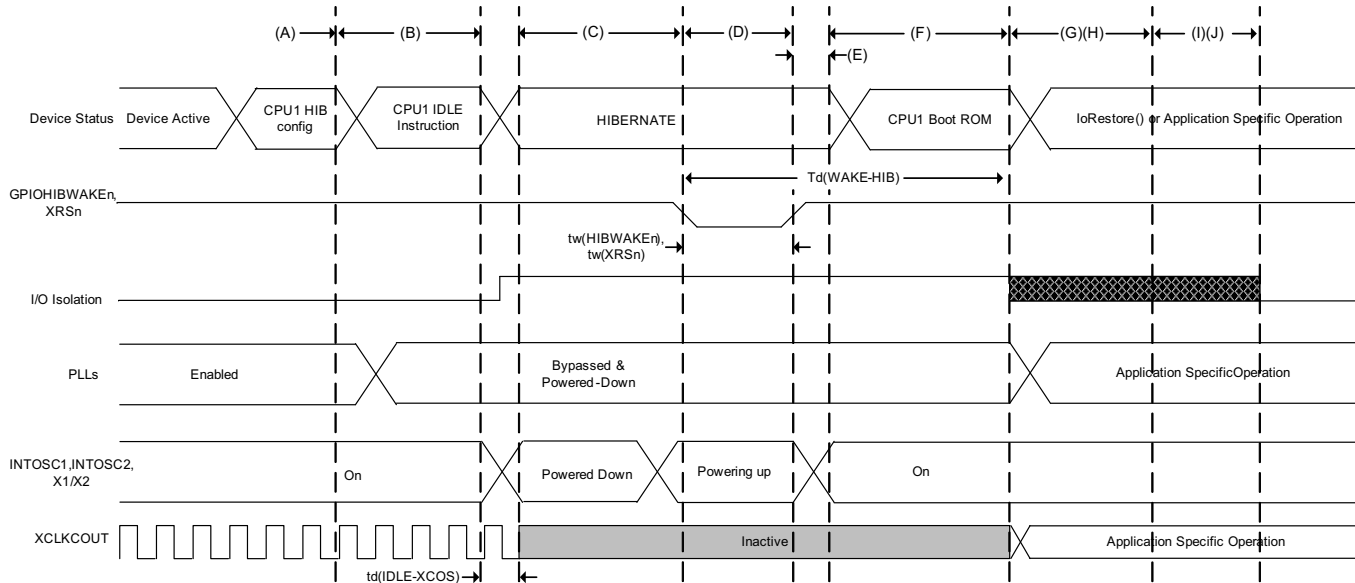 (A)
(B)
(C)
(D)
(E)
(F)
(G)(H)
(I)(J)
Device Status
Device Active
CPU1 HIB
config
CPU1 IDLE
Instruction
HIBERNATE
CPU1 Boot ROM
IoRestore() or Application Specific Operation
Td(WAKE-HIB)
GPIOHIBWAKEn,
XRSn
tw(HIBWAKEn),
tw(XRSn)
I/O Isolation
PLLs
Enabled
Bypassed &
Powered-Down
Application SpecificOperation
INTOSC1,INTOSC2,
X1/X2
On
Powered Down
Powering up
On
XCLKCOUT
Inactive
Application Specific Operation
td(IDLE-XCOS)